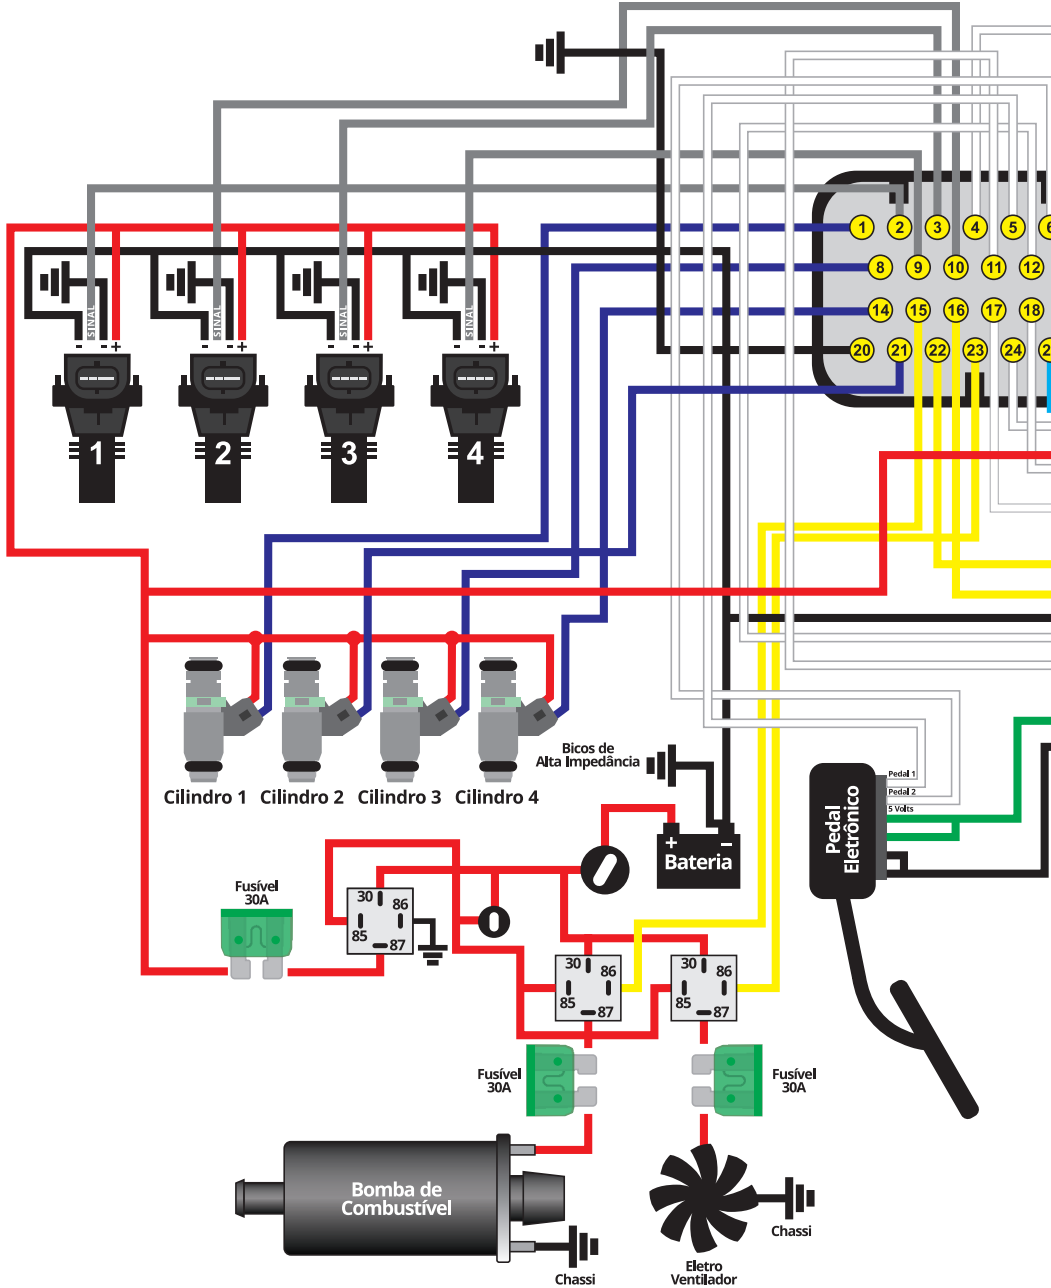 1 2 3 4 5 6
8 9 10 11 12
14 15 16 17 18
20 21 22 23 24 2
SINAL SINAL SINAL SINAL
- - + - - + - - + - - +
1 2 3 4
Bicos de
Alta Impedância
Cilindro 1 Cilindro 2 Cilindro 3 Cilindro 4
Pedal 1
Pedal 2
5 Volts
Pedal
Eletrônico
+ -
Bateria
Fusível
30A
30 86
85 87
30 86
85 87
30 86
85 87
Fusível
30A
Fusível
30A
Bomba de
Combustível
Chassi
Chassi
Eletro
Ventilador